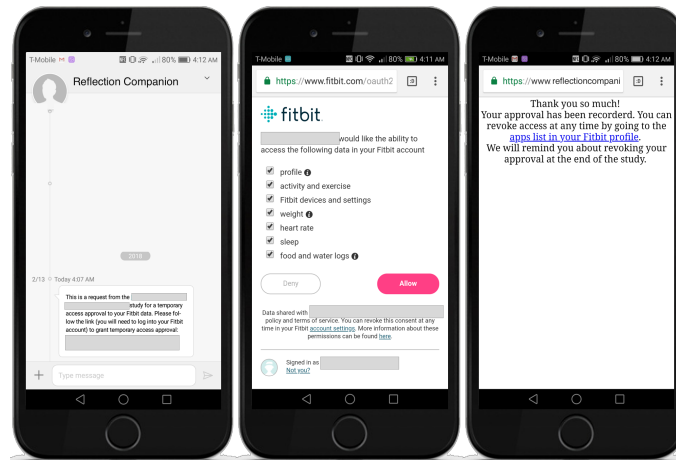 T-Mobile
80% 4:12 AM
Reflection Companion
2018
2/13
Today 4:07 AM
This is a request from the
study for a temporary
access approval to your Fitbit data. Please fol-
low the link (you will need to log into your Fitbit
account) to grant temporary access approval:
Type message
T-Mobile
80% 4:11 AM
https://www.fitbit.com/oauth2
fitbit
would like the ability to
access the following data in your Fitbit account
profile
activity and exercise
Fitbit devices and settings
weight
heart rate
sleep
food and water logs
Deny
Allow
Data shared with
policy and terms of service. You can revoke this consent at any
time in your Fitbit account settings. More information about these
permissions can be found here.
Signed in as
Not you?
T-Mobile
80% 4:12 AM
https://www.reflectioncompani
Thank you so much!
Your approval has been recorderd. You can
revoke access at any time by going to the
apps list in your Fitbit profile.
We will remind you about revoking your
approval at the end of the study.